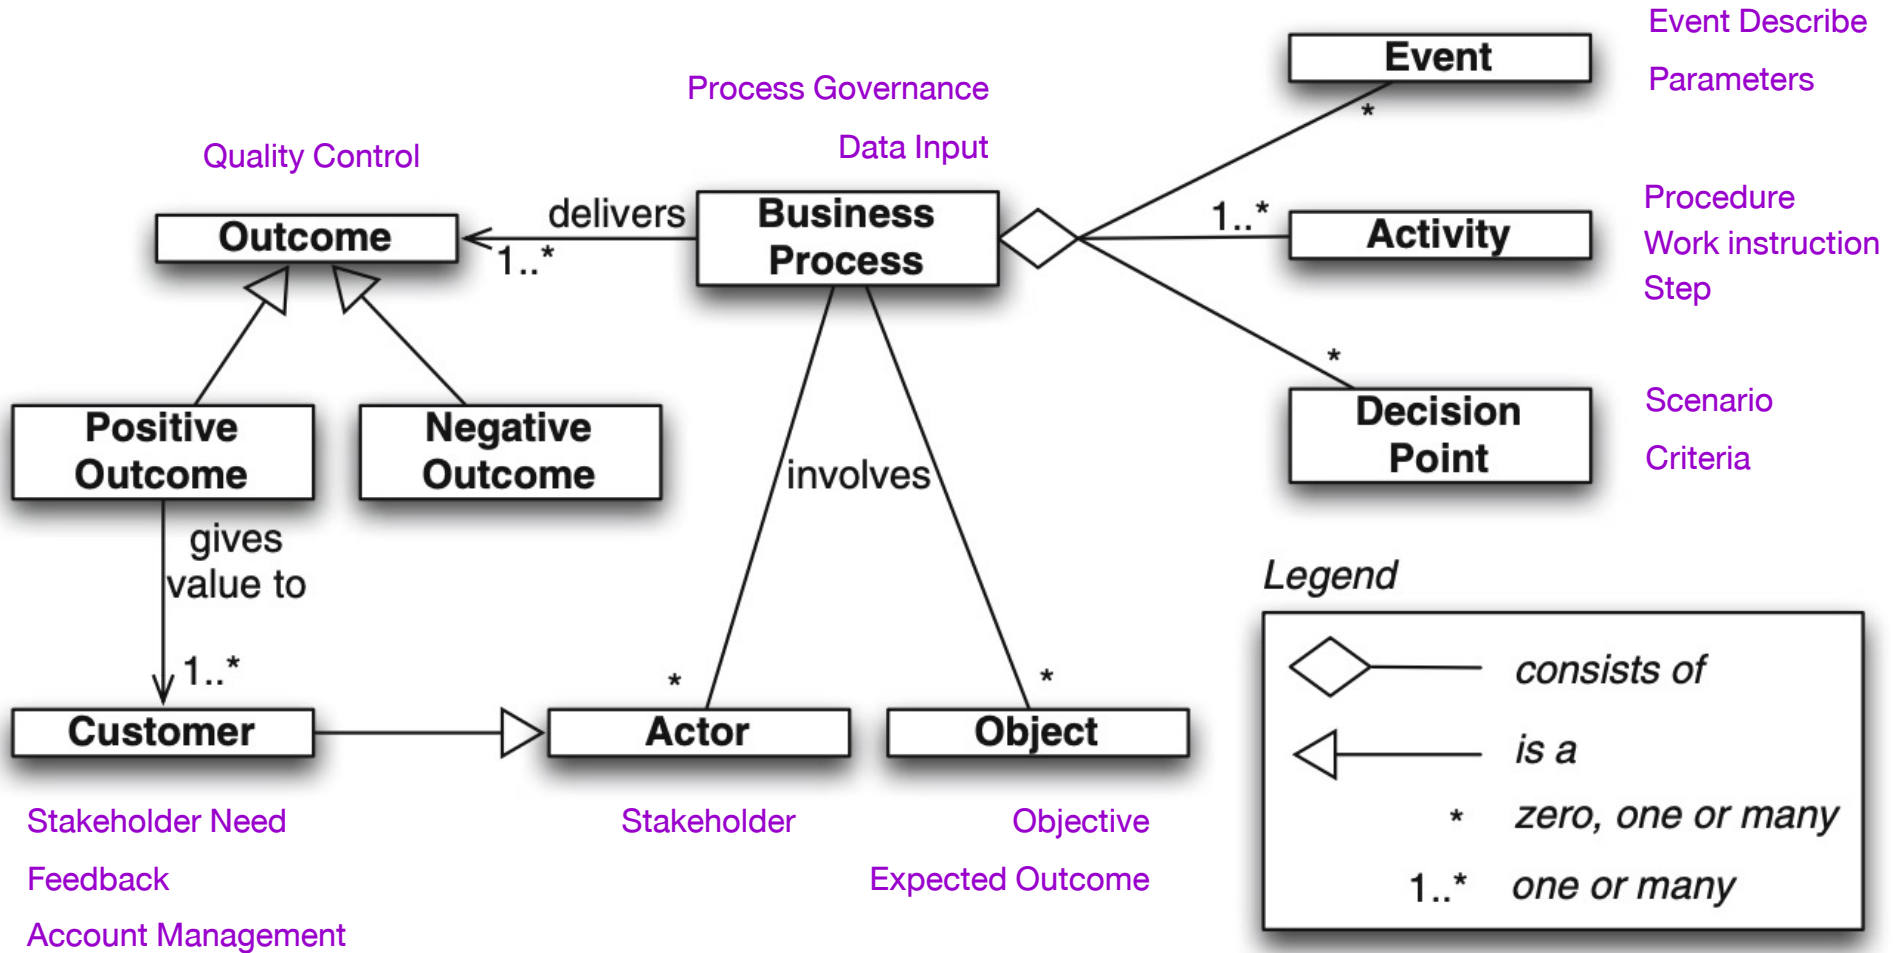 Event Describe
Event
Parameters
Process Governance
*
Data Input
Quality Control
Procedure
delivers
Business
Process
1..*
Activity
Work instruction
Outcome
1..*
Step
*
Decision
Point
Scenario
Criteria
Positive
Outcome
Negative
Outcome
involves
gives
value to
Legend
1..*
*
*
consists of
Customer
Actor
Object
is a
Stakeholder Need
Stakeholder
Objective
* zero, one or many
Feedback
Expected Outcome
1..* one or many
Account Management